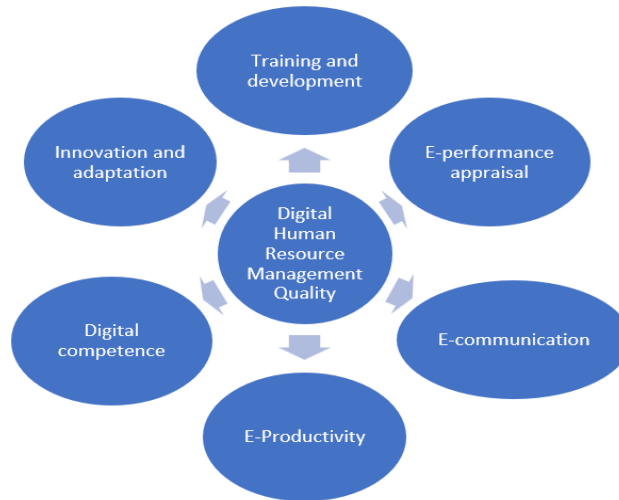 Training and
development
Innovation and
adaptation
E-performance
appraisal
Digital
Human
Resource
Management
Quality
Digital
competence
E-communication
E-Productivity